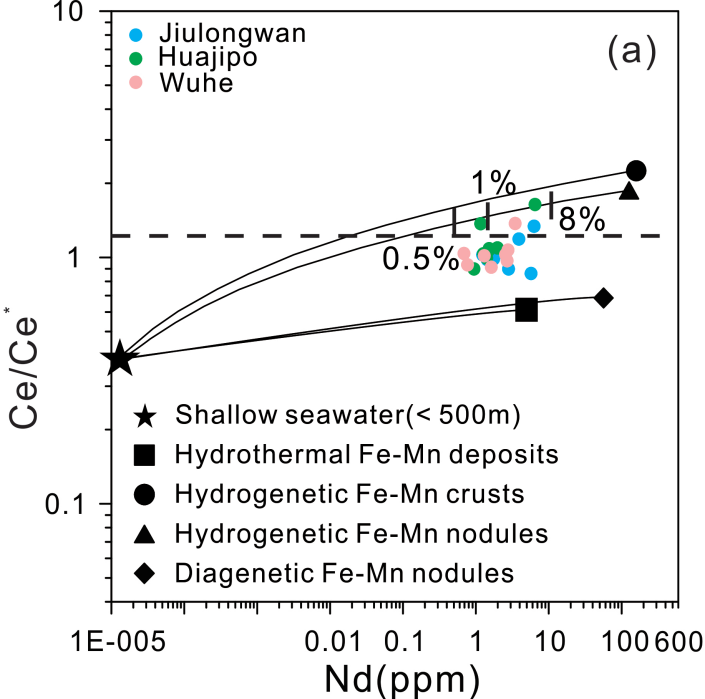 10
Jiulongwan
Huajipo
Wuhe
(a)
1%
8%
0.5%
1
Ce/Ce*
Shallow seawater(< 500m)
Hydrothermal Fe-Mn deposits
0.1
Hydrogenetic Fe-Mn crusts
Hydrogenetic Fe-Mn nodules
Diagenetic Fe-Mn nodules
1E-005 0.01 0.1 1 10 100 600
Nd(ppm)